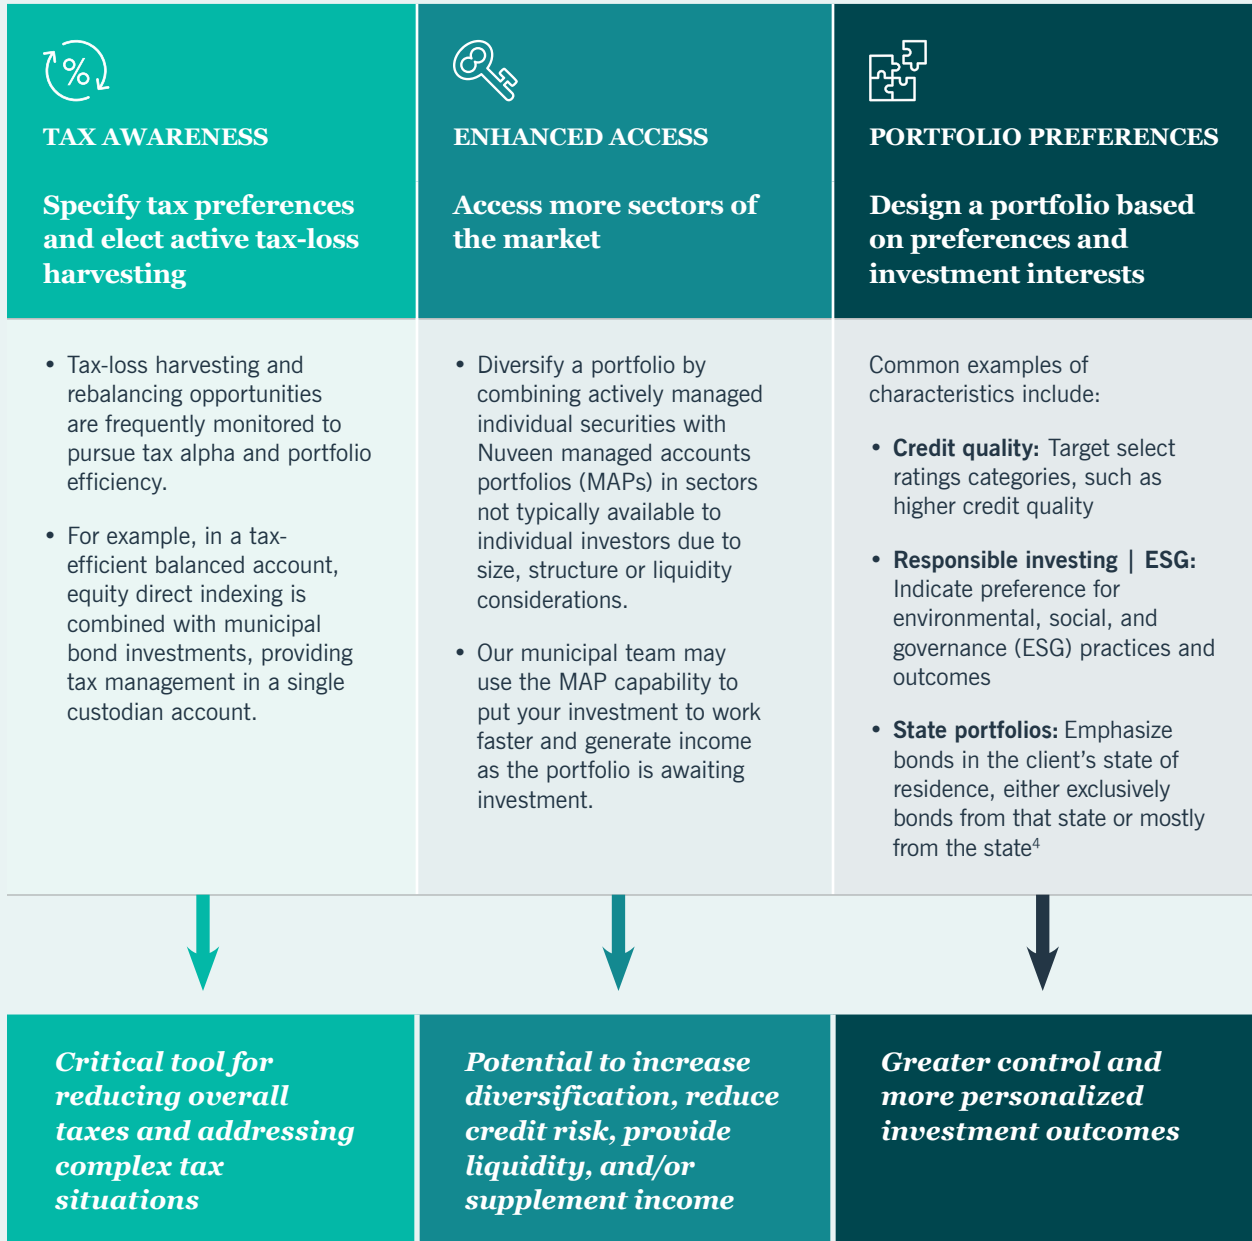 %
TAX AWARENESS
Specify tax preferences
and elect active tax-loss
harvesting
• Tax-loss harvesting and
rebalancing opportunities
are frequently monitored to
pursue tax alpha and portfolio
efficiency.
• For example, in a tax-
efficient balanced account,
equity direct indexing is
combined with municipal
bond investments, providing
tax management in a single
custodian account.
Critical tool for
reducing overall
taxes and addressing
complex tax
situations
ENHANCED ACCESS
Access more sectors of
the market
• Diversify a portfolio by
combining actively managed
individual securities with
Nuveen managed accounts
portfolios (MAPs) in sectors
not typically available to
individual investors due to
size, structure or liquidity
considerations.
• Our municipal team may
use the MAP capability to
put your investment to work
faster and generate income
as the portfolio is awaiting
investment.
Potential to increase
diversification, reduce
credit risk, provide
liquidity, and/or
supplement income
PORTFOLIO PREFERENCES
Design a portfolio based
on preferences and
investment interests
Common examples of
characteristics include:
• Credit quality: Target select
ratings categories, such as
higher credit quality
• Responsible investing | ESG:
Indicate preference for
environmental, social, and
governance (ESG) practices and
outcomes
• State portfolios: Emphasize
bonds in the client’s state of
residence, either exclusively
bonds from that state or mostly
from the state⁴
Greater control and
more personalized
investment outcomes